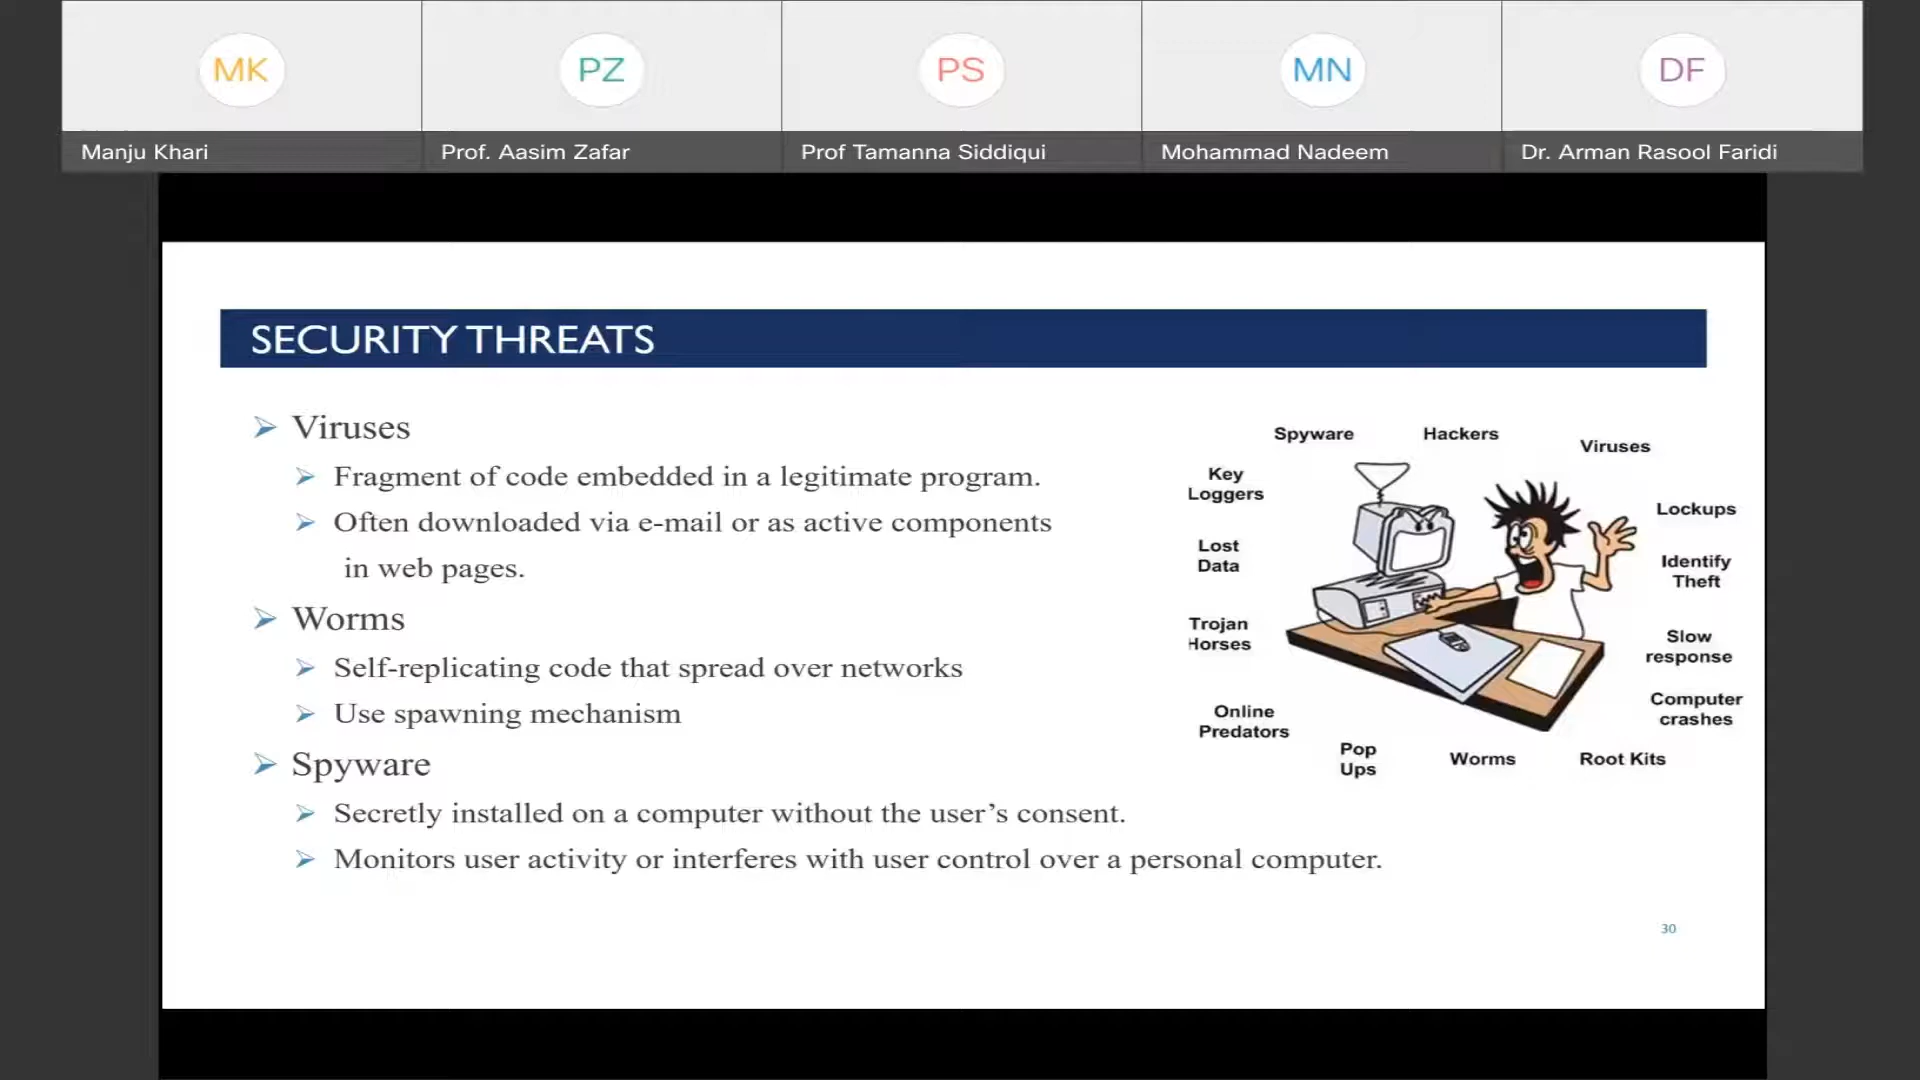 MK
PZ
PS
MN
DF
Manju Khari
Prof. Aasim Zafar
Prof Tamanna Siddiqui
Mohammad Nadeem
Dr. Arman Rasool Faridi
SECURITY THREATS
Viruses
Fragment of code embedded in a legitimate program.
Often downloaded via e-mail or as active components
in web pages.
Worms
Self-replicating code that spread over networks
Use spawning mechanism
Spyware
Secretly installed on a computer without the user’s consent.
Monitors user activity or interferes with user control over a personal computer.
Spyware
Hackers
Viruses
Key
Loggers
Lockups
Lost
Data
Identify
Theft
Trojan
Horses
Slow
response
Online
Predators
Computer
crashes
Pop
Ups
Worms
Root Kits
30